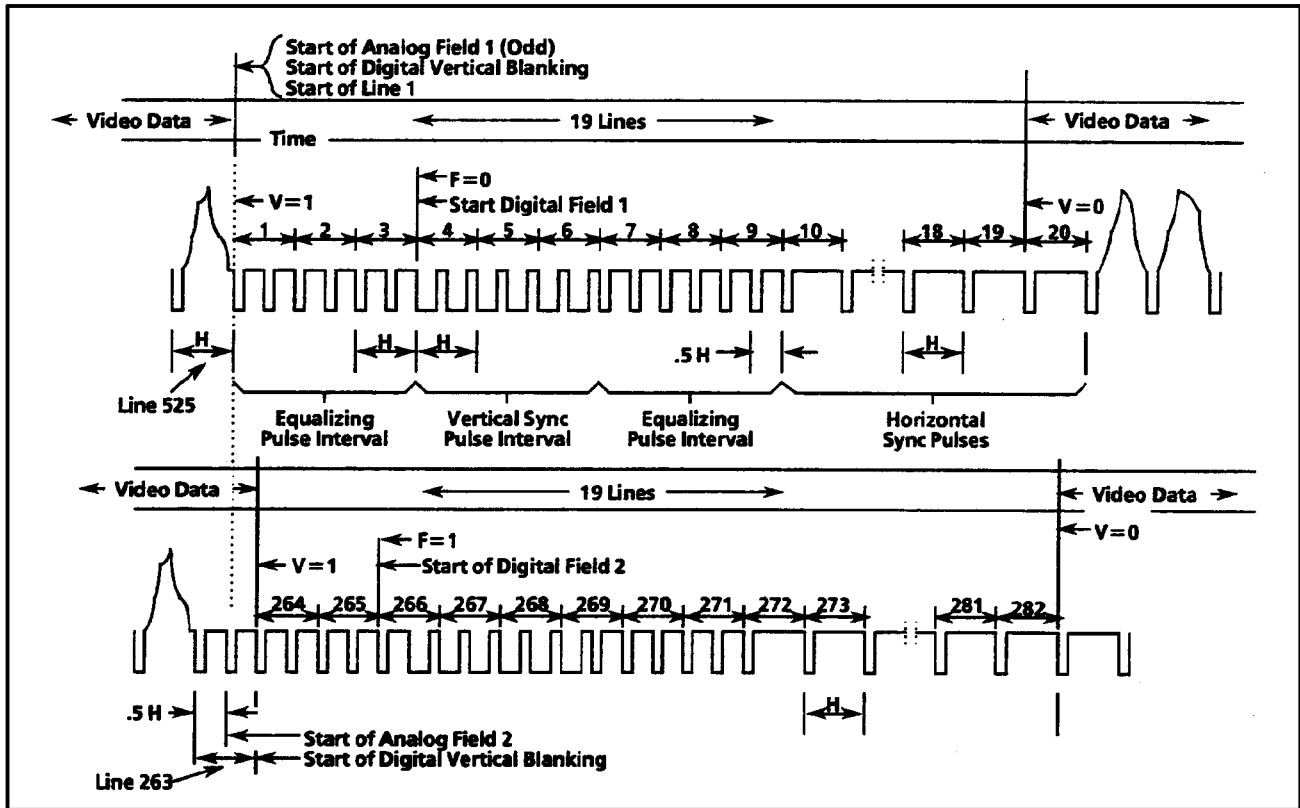 Start of Analog Field 1 (Odd)
Start of Digital Vertical Blanking
Start of Line 1
Video Data
19 Lines
Video Data
Time
F=0
V=1
Start Digital Field 1
V=0
1 2 3 4 5 6 7 8 9 10 18 19 20
H H H .5 H H
Line 525
Equalizing
Pulse Interval
Vertical Sync
Pulse Interval
Equalizing
Pulse Interval
Horizontal
Sync Pulses
Video Data
19 Lines
Video Data
V=0
F=1
V=1
Start of Digital Field 2
264 265 266 267 268 269 270 271 272 273 281 282
.5 H
H
Start of Analog Field 2
Start of Digital Vertical Blanking
Line 263